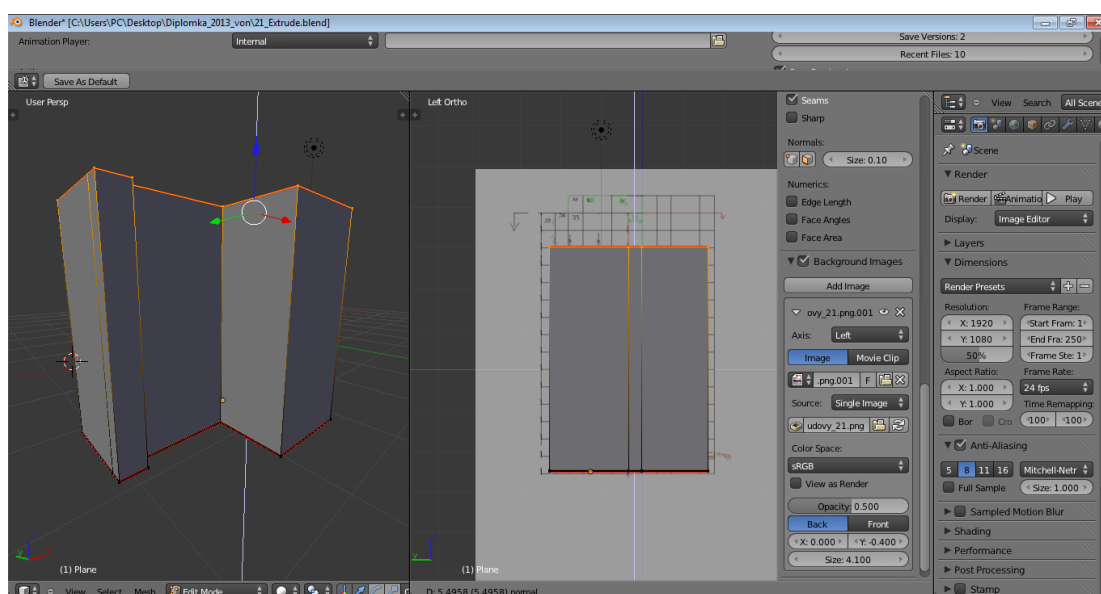 Blender* [C:\Users\PC\Desktop\Diplomka_2013_von\21_Extrude.blend]
Animation Player:
Internal
Save Versions: 2
Recent Files: 10
Save As Default
User Persp
(1) Plane
View Select Mesh Edit Mode
Left Ortho
(1) Plane
D: 5.4958 (5.4958) normal
Seams
Sharp
Normals:
Size: 0.10
Numerics:
Edge Length
Face Angles
Face Area
Background Images
Add Image
ovy_21.png.001
Axis: Left
Image Movie Clip
.png.001 F
Source: Single Image
udovy_21.png
Color Space:
sRGB
View as Render
Opacity: 0.500
Back Front
X: 0.000 Y: -0.400
Size: 4.100
View Search All Scene
Scene
Render
Render Animatio Play
Display: Image Editor
Layers
Dimensions
Render Presets
Resolution: Frame Range:
X: 1920 Start Fram: 1
Y: 1080 End Fra: 250
50% Frame Ste: 1
Aspect Ratio: Frame Rate:
X: 1.000 24 fps
Y: 1.000 Time Remapping:
Bor Cro 100 100
Anti-Aliasing
5 8 11 16 Mitchell-Netr
Full Sample Size: 1.000
Sampled Motion Blur
Shading
Performance
Post Processing
Stamp